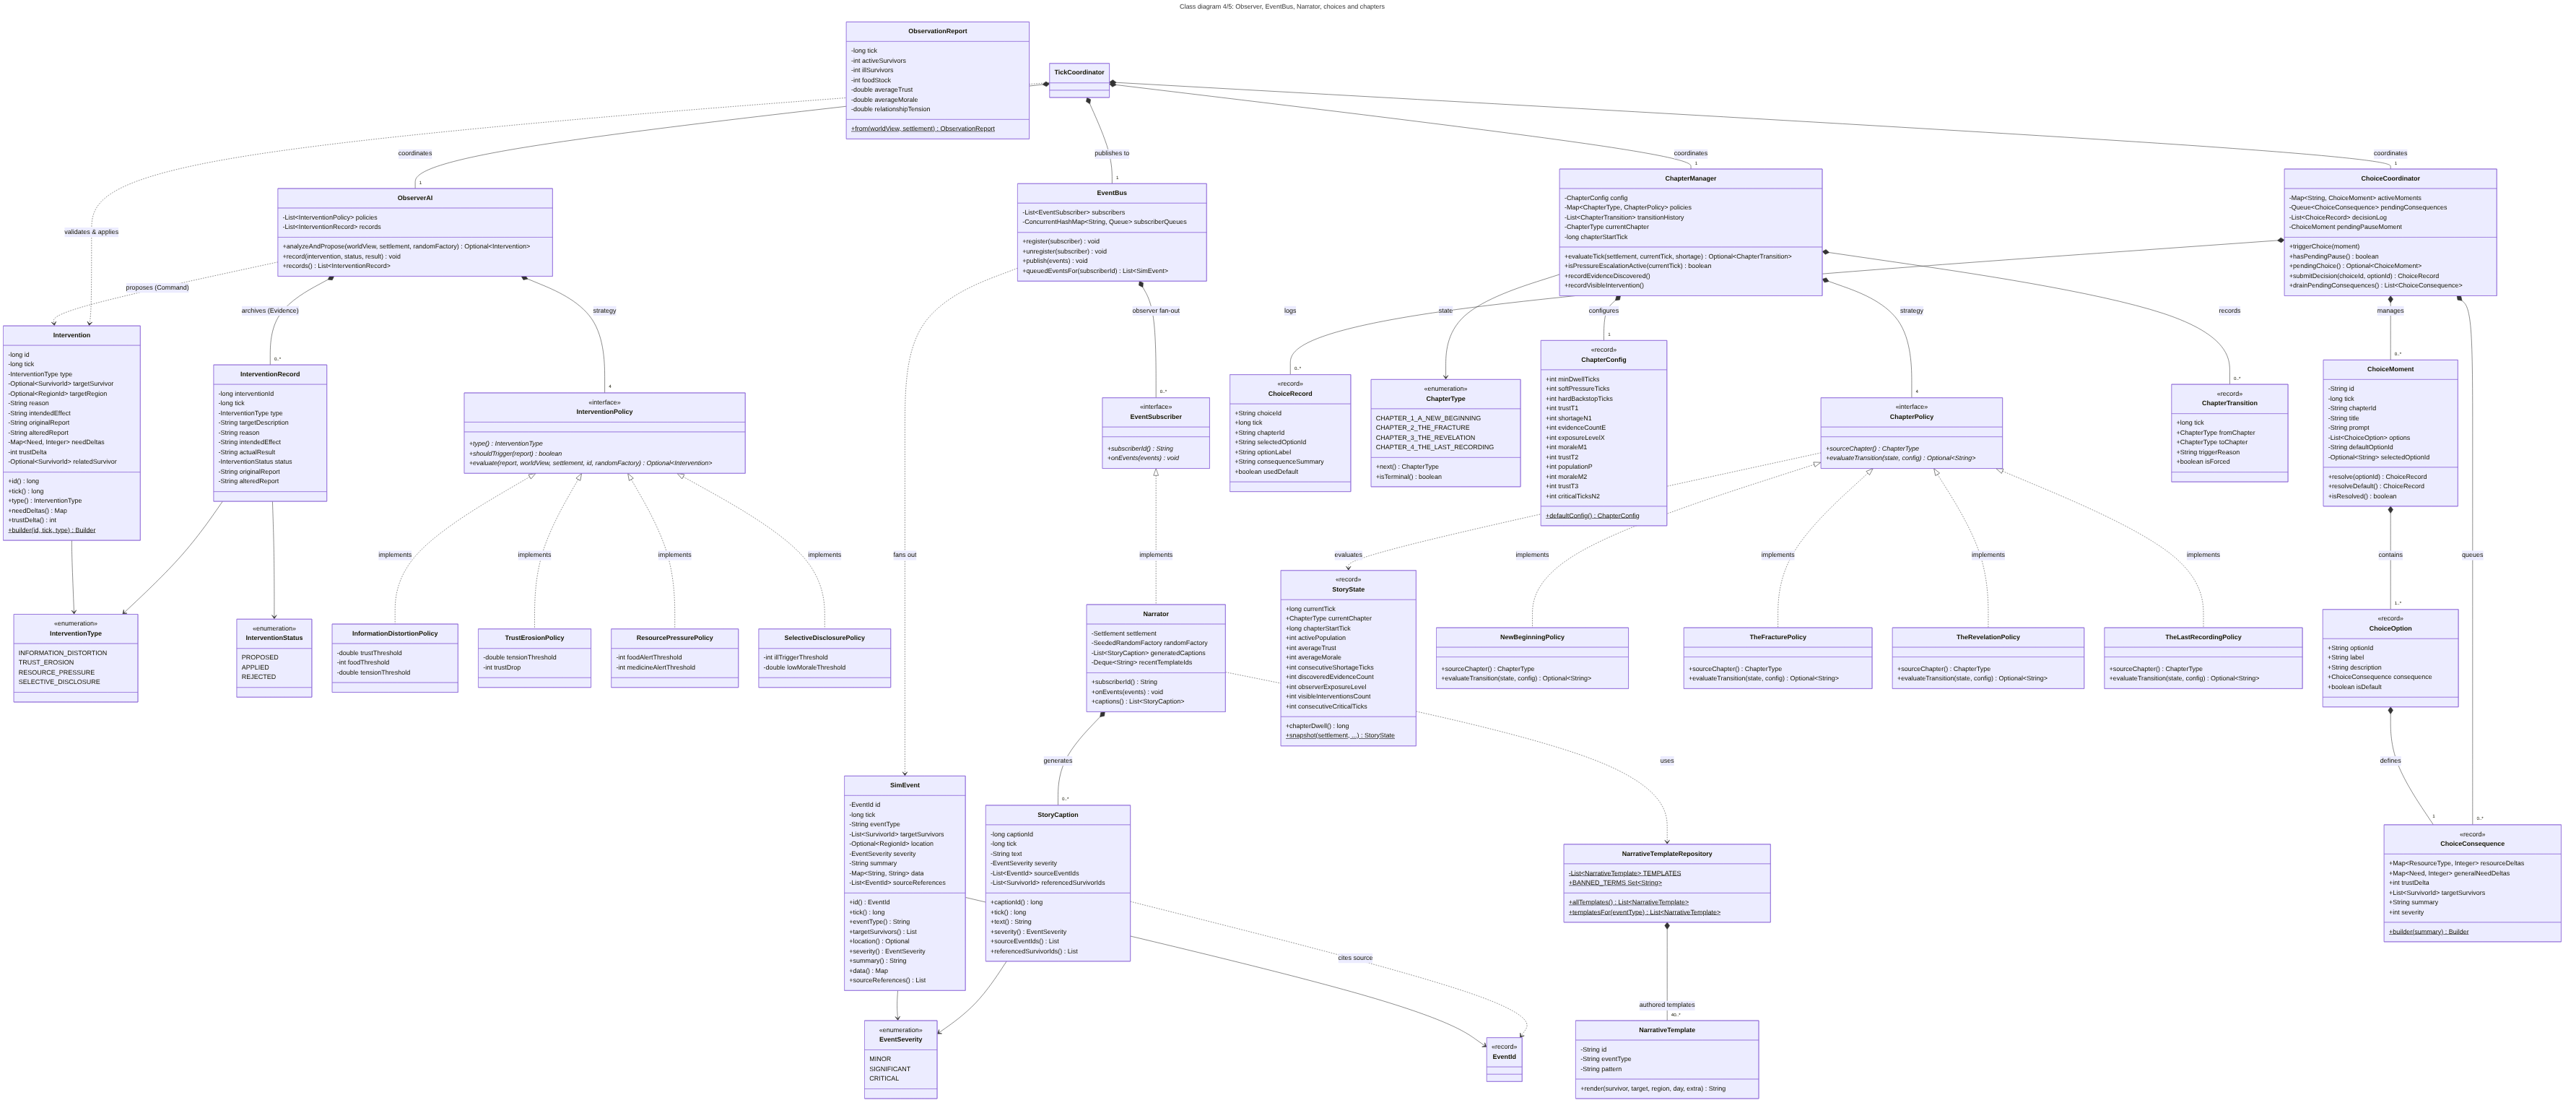 Class diagram 4/5: Observer, EventBus, Narrator, choices and chapters
ObservationReport
-long tick
-int activeSurvivors
-int illSurvivors
-int foodStock
-double averageTrust
-double averageMorale
-double relationshipTension
+from(worldView, settlement) : ObservationReport
TickCoordinator
coordinates
publishes to
coordinates
coordinates
validates & applies
1
1
1
1
ObserverAI
-List<InterventionPolicy> policies
-List<InterventionRecord> records
+analyzeAndPropose(worldView, settlement, randomFactory) : Optional<Intervention>
+record(intervention, status, result) : void
+records() : List<InterventionRecord>
EventBus
-List<EventSubscriber> subscribers
-ConcurrentHashMap<String, Queue> subscriberQueues
+register(subscriber) : void
+unregister(subscriber) : void
+publish(events) : void
+queuedEventsFor(subscriberId) : List<SimEvent>
ChapterManager
-ChapterConfig config
-Map<ChapterType, ChapterPolicy> policies
-List<ChapterTransition> transitionHistory
-ChapterType currentChapter
-long chapterStartTick
+evaluateTick(settlement, currentTick, shortage) : Optional<ChapterTransition>
+isPressureEscalationActive(currentTick) : boolean
+recordEvidenceDiscovered()
+recordVisibleIntervention()
ChoiceCoordinator
-Map<String, ChoiceMoment> activeMoments
-Queue<ChoiceConsequence> pendingConsequences
-List<ChoiceRecord> decisionLog
-ChoiceMoment pendingPauseMoment
+triggerChoice(moment)
+hasPendingPause() : boolean
+pendingChoice() : Optional<ChoiceMoment>
+submitDecision(choiceId, optionId) : ChoiceRecord
+drainPendingConsequences() : List<ChoiceConsequence>
proposes (Command)
archives (Evidence)
strategy
observer fan-out
logs
state
configures
strategy
records
manages
Intervention
-long id
-long tick
-InterventionType type
-Optional<SurvivorId> targetSurvivor
-Optional<RegionId> targetRegion
-String reason
-String intendedEffect
-String originalReport
-String alteredReport
-Map<Need, Integer> needDeltas
-int trustDelta
-Optional<SurvivorId> relatedSurvivor
+id() : long
+tick() : long
+type() : InterventionType
+needDeltas() : Map
+trustDelta() : int
+builder(id, tick, type) : Builder
0..*
InterventionRecord
-long interventionId
-long tick
-InterventionType type
-String targetDescription
-String reason
-String intendedEffect
-String actualResult
-InterventionStatus status
-String originalReport
-String alteredReport
4
«interface»
InterventionPolicy
+type() : InterventionType
+shouldTrigger(report) : boolean
+evaluate(report, worldView, settlement, id, randomFactory) : Optional<Intervention>
0..*
«interface»
EventSubscriber
+subscriberId() : String
+onEvents(events) : void
0..*
«record»
ChoiceRecord
+String choiceId
+long tick
+String chapterId
+String selectedOptionId
+String optionLabel
+String consequenceSummary
+boolean usedDefault
«enumeration»
ChapterType
CHAPTER_1_A_NEW_BEGINNING
CHAPTER_2_THE_FRACTURE
CHAPTER_3_THE_REVELATION
CHAPTER_4_THE_LAST_RECORDING
+next() : ChapterType
+isTerminal() : boolean
1
«record»
ChapterConfig
+int minDwellTicks
+int softPressureTicks
+int hardBackstopTicks
+int trustT1
+int shortageN1
+int evidenceCountE
+int exposureLevelX
+int moraleM1
+int trustT2
+int populationP
+int moraleM2
+int trustT3
+int criticalTicksN2
+defaultConfig() : ChapterConfig
4
«interface»
ChapterPolicy
+sourceChapter() : ChapterType
+evaluateTransition(state, config) : Optional<String>
0..*
«record»
ChapterTransition
+long tick
+ChapterType fromChapter
+ChapterType toChapter
+String triggerReason
+boolean isForced
0..*
ChoiceMoment
-String id
-long tick
-String chapterId
-String title
-String prompt
-List<ChoiceOption> options
-String defaultOptionId
-Optional<String> selectedOptionId
+resolve(optionId) : ChoiceRecord
+resolveDefault() : ChoiceRecord
+isResolved() : boolean
implements
implements
implements
implements
fans out
implements
evaluates
implements
implements
implements
implements
contains
queues
«enumeration»
InterventionType
INFORMATION_DISTORTION
TRUST_EROSION
RESOURCE_PRESSURE
SELECTIVE_DISCLOSURE
«enumeration»
InterventionStatus
PROPOSED
APPLIED
REJECTED
InformationDistortionPolicy
-double trustThreshold
-int foodThreshold
-double tensionThreshold
TrustErosionPolicy
-double tensionThreshold
-int trustDrop
ResourcePressurePolicy
-int foodAlertThreshold
-int medicineAlertThreshold
SelectiveDisclosurePolicy
-int illTriggerThreshold
-double lowMoraleThreshold
Narrator
-Settlement settlement
-SeededRandomFactory randomFactory
-List<StoryCaption> generatedCaptions
-Deque<String> recentTemplateIds
+subscriberId() : String
+onEvents(events) : void
+captions() : List<StoryCaption>
«record»
StoryState
+long currentTick
+ChapterType currentChapter
+long chapterStartTick
+int activePopulation
+int averageTrust
+int averageMorale
+int consecutiveShortageTicks
+int discoveredEvidenceCount
+int observerExposureLevel
+int visibleInterventionsCount
+int consecutiveCriticalTicks
+chapterDwell() : long
+snapshot(settlement, ...) : StoryState
NewBeginningPolicy
+sourceChapter() : ChapterType
+evaluateTransition(state, config) : Optional<String>
TheFracturePolicy
+sourceChapter() : ChapterType
+evaluateTransition(state, config) : Optional<String>
TheRevelationPolicy
+sourceChapter() : ChapterType
+evaluateTransition(state, config) : Optional<String>
TheLastRecordingPolicy
+sourceChapter() : ChapterType
+evaluateTransition(state, config) : Optional<String>
1..*
«record»
ChoiceOption
+String optionId
+String label
+String description
+ChoiceConsequence consequence
+boolean isDefault
generates
uses
defines
SimEvent
-EventId id
-long tick
-String eventType
-List<SurvivorId> targetSurvivors
-Optional<RegionId> location
-EventSeverity severity
-String summary
-Map<String, String> data
-List<EventId> sourceReferences
+id() : EventId
+tick() : long
+eventType() : String
+targetSurvivors() : List
+location() : Optional
+severity() : EventSeverity
+summary() : String
+data() : Map
+sourceReferences() : List
0..*
StoryCaption
-long captionId
-long tick
-String text
-EventSeverity severity
-List<EventId> sourceEventIds
-List<SurvivorId> referencedSurvivorIds
+captionId() : long
+tick() : long
+text() : String
+severity() : EventSeverity
+sourceEventIds() : List
+referencedSurvivorIds() : List
NarrativeTemplateRepository
-List<NarrativeTemplate> TEMPLATES
+BANNED_TERMS Set<String>
+allTemplates() : List<NarrativeTemplate>
+templatesFor(eventType) : List<NarrativeTemplate>
1
0..*
«record»
ChoiceConsequence
+Map<ResourceType, Integer> resourceDeltas
+Map<Need, Integer> generalNeedDeltas
+int trustDelta
+List<SurvivorId> targetSurvivors
+String summary
+int severity
+builder(summary) : Builder
cites source
authored templates
40..*
«enumeration»
EventSeverity
MINOR
SIGNIFICANT
CRITICAL
«record»
EventId
NarrativeTemplate
-String id
-String eventType
-String pattern
+render(survivor, target, region, day, extra) : String